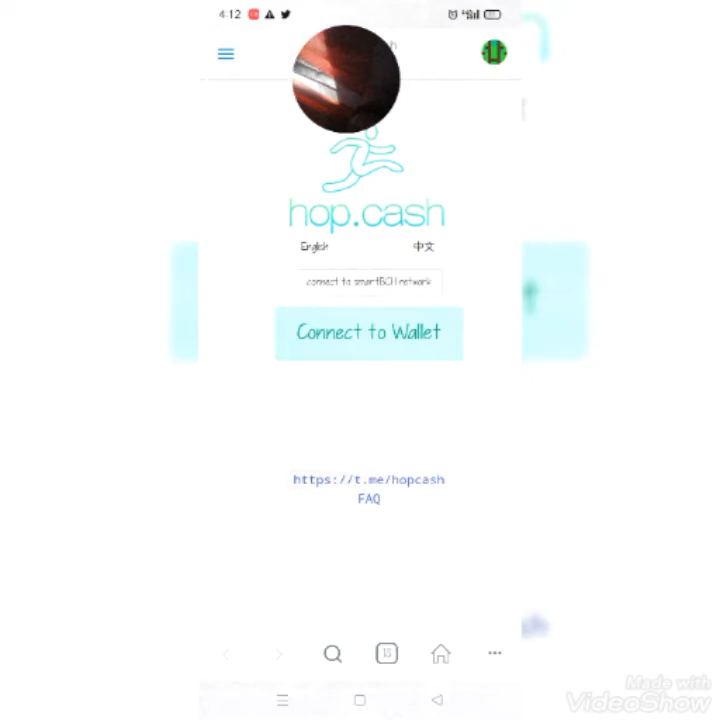 4:12
hop.cash
English
中文
connect to smartBCH network
Connect to Wallet
https://t.me/hopcash
FAQ
15
Made with
VideoShow